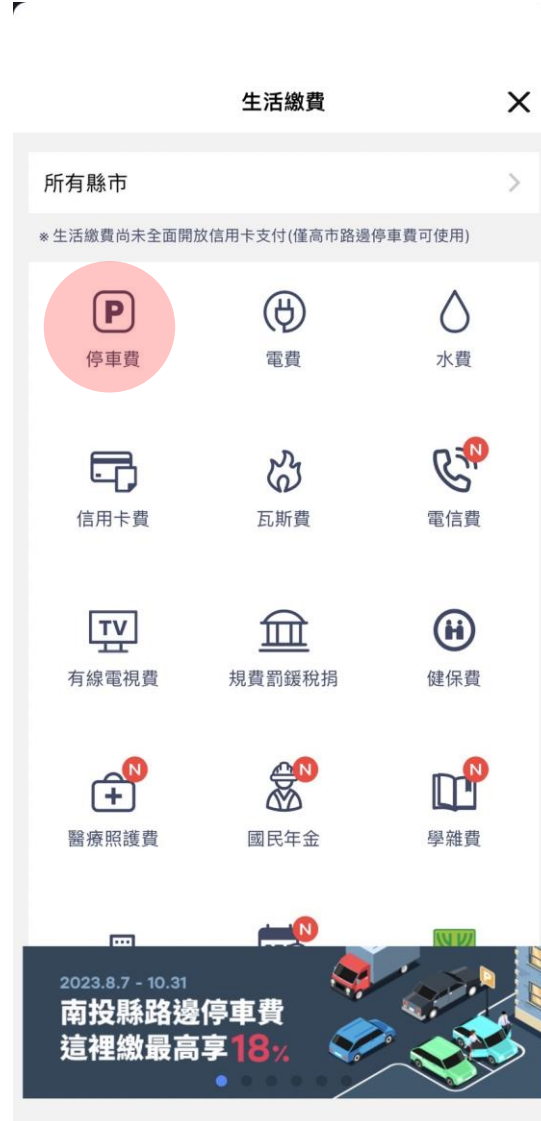 生活繳費
所有縣市
※ 生活繳費尚未全面開放信用卡支付(僅高市路邊停車費可使用)
P
停車費
電費
水費
信用卡費
瓦斯費
N
電信費
TV
有線電視費
規費罰鍰稅捐
健保費
N
醫療照護費
N
國民年金
N
學雜費
N
2023.8.7 - 10.31
南投縣路邊停車費
這裡繳最高享18%
P